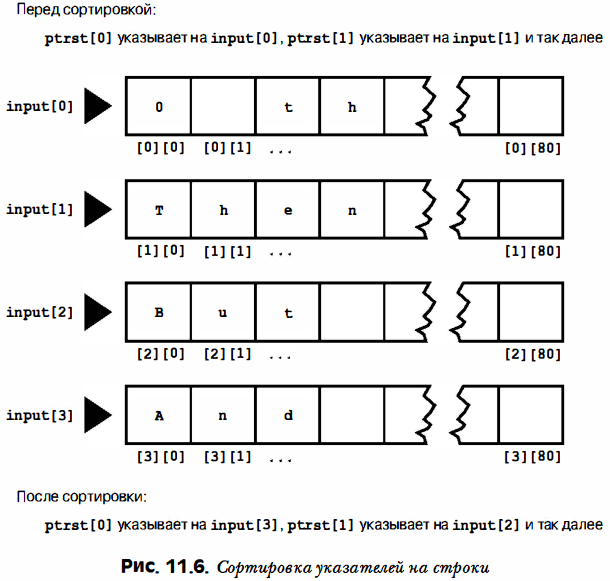 Перед сортировкой:
ptrst[0] указывает на input[0], ptrst[1] указывает на input[1] и так далее
input[0] 0 t h
[0][0] [0][1] ... [0][80]
input[1] T h e n
[1][0] [1][1] ... [1][80]
input[2] B u t
[2][0] [2][1] ... [2][80]
input[3] A n d
[3][0] [3][1] ... [3][80]
После сортировки:
ptrst[0] указывает на input[3], ptrst[1] указывает на input[2] и так далее
Рис. 11.6. Сортировка указателей на строки